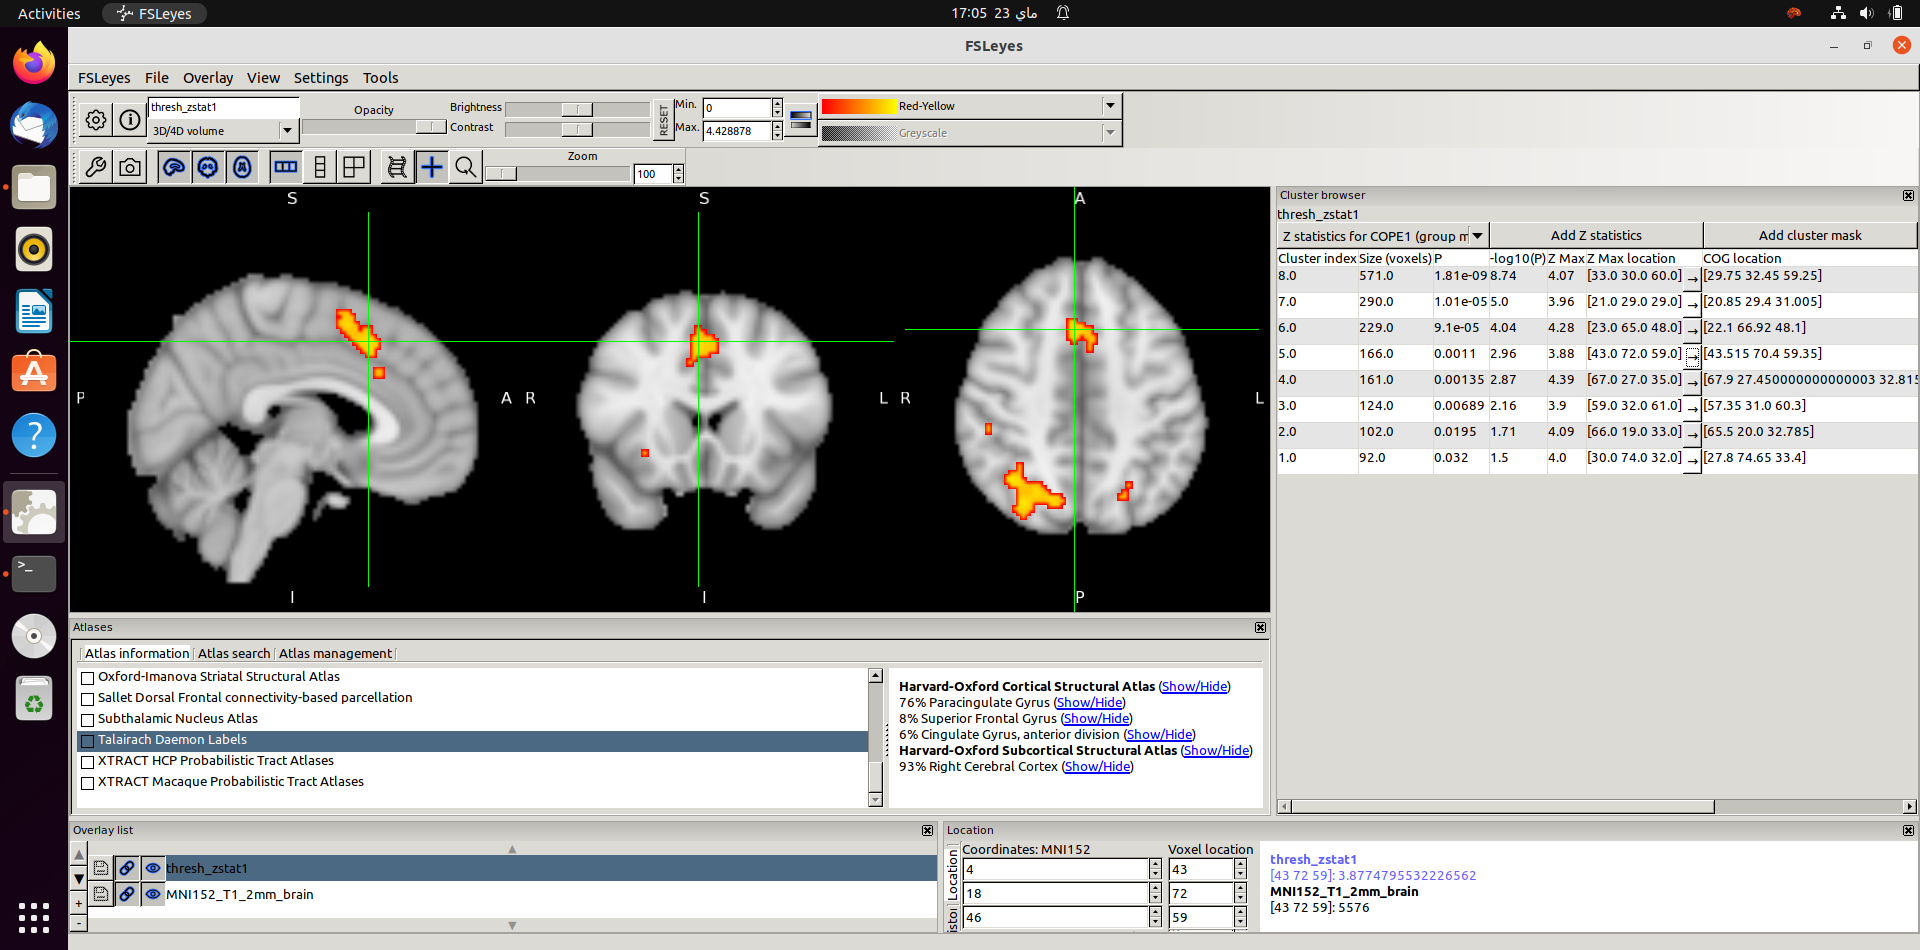 Activities
FSLeyes
17:05 23 ماي
FSLeyes
FSLeyes File Overlay View Settings Tools
thresh_zstat1
3D/4D volume
Opacity
Brightness
Contrast
RESET
Min. 0
Max. 4.428878
Red-Yellow
Greyscale
Zoom
100
S S A
P A R L R L
I I P
Cluster browser
thresh_zstat1
Z statistics for COPE1 (group m Add Z statistics Add cluster mask
Cluster index Size (voxels) P -log10(P) Z Max Z Max location COG location
8.0 571.0 1.81e-09 8.74 4.07 [33.0 30.0 60.0] → [29.75 32.45 59.25]
7.0 290.0 1.01e-05 5.0 3.96 [21.0 29.0 29.0] → [20.85 29.4 31.005]
6.0 229.0 9.1e-05 4.04 4.28 [23.0 65.0 48.0] → [22.1 66.92 48.1]
5.0 166.0 0.0011 2.96 3.88 [43.0 72.0 59.0] → [43.515 70.4 59.35]
4.0 161.0 0.00135 2.87 4.39 [67.0 27.0 35.0] → [67.9 27.450000000000003 32.815
3.0 124.0 0.00689 2.16 3.9 [59.0 32.0 61.0] → [57.35 31.0 60.3]
2.0 102.0 0.0195 1.71 4.09 [66.0 19.0 33.0] → [65.5 20.0 32.785]
1.0 92.0 0.032 1.5 4.0 [30.0 74.0 32.0] → [27.8 74.65 33.4]
Atlases
Atlas information Atlas search Atlas management
Oxford-Imanova Striatal Structural Atlas
Sallet Dorsal Frontal connectivity-based parcellation
Subthalamic Nucleus Atlas
Talairach Daemon Labels
XTRACT HCP Probabilistic Tract Atlases
XTRACT Macaque Probabilistic Tract Atlases
Harvard-Oxford Cortical Structural Atlas (Show/Hide)
76% Paracingulate Gyrus (Show/Hide)
8% Superior Frontal Gyrus (Show/Hide)
6% Cingulate Gyrus, anterior division (Show/Hide)
Harvard-Oxford Subcortical Structural Atlas (Show/Hide)
93% Right Cerebral Cortex (Show/Hide)
Overlay list
thresh_zstat1
MNI152_T1_2mm_brain
Location
Location
Coordinates: MNI152 Voxel location
4 43
18 72
46 59
thresh_zstat1
[43 72 59]: 3.8774795532226562
MNI152_T1_2mm_brain
[43 72 59]: 5576